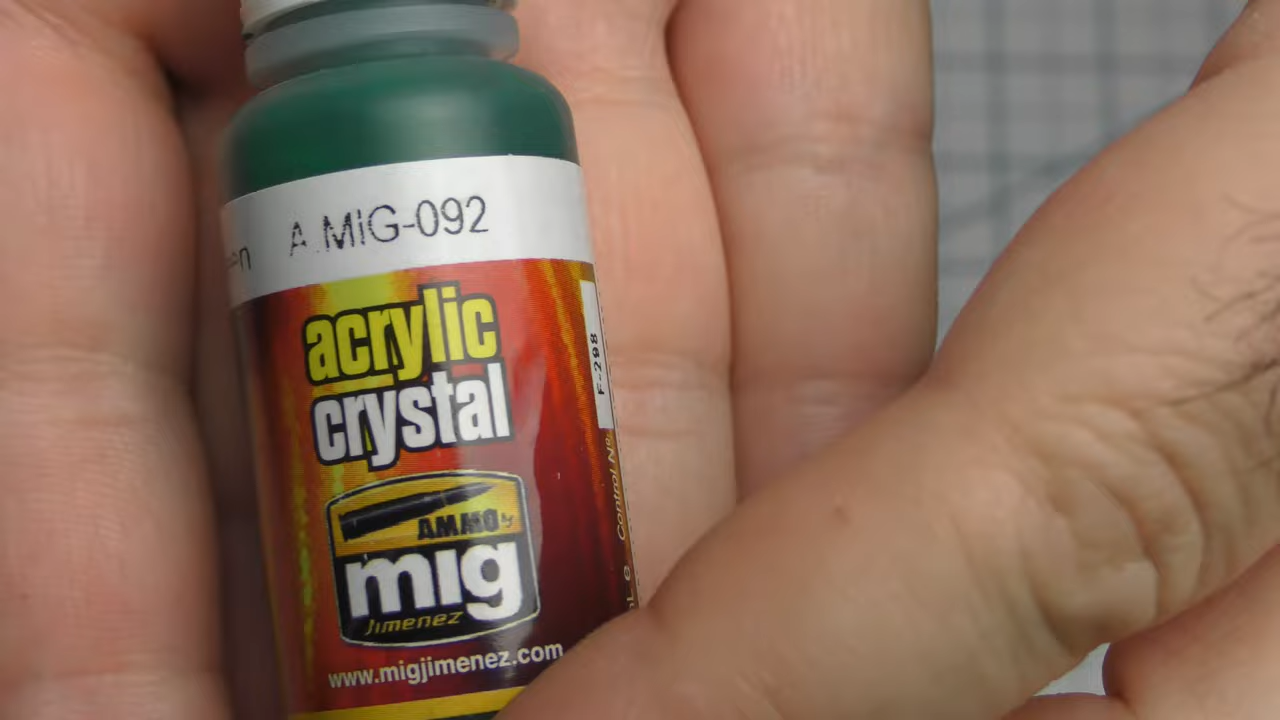 A.MiG-092
acrylic
crystal
AMMO by
mig
Jimenez
www.migjimenez.com
F-298
Control Nº